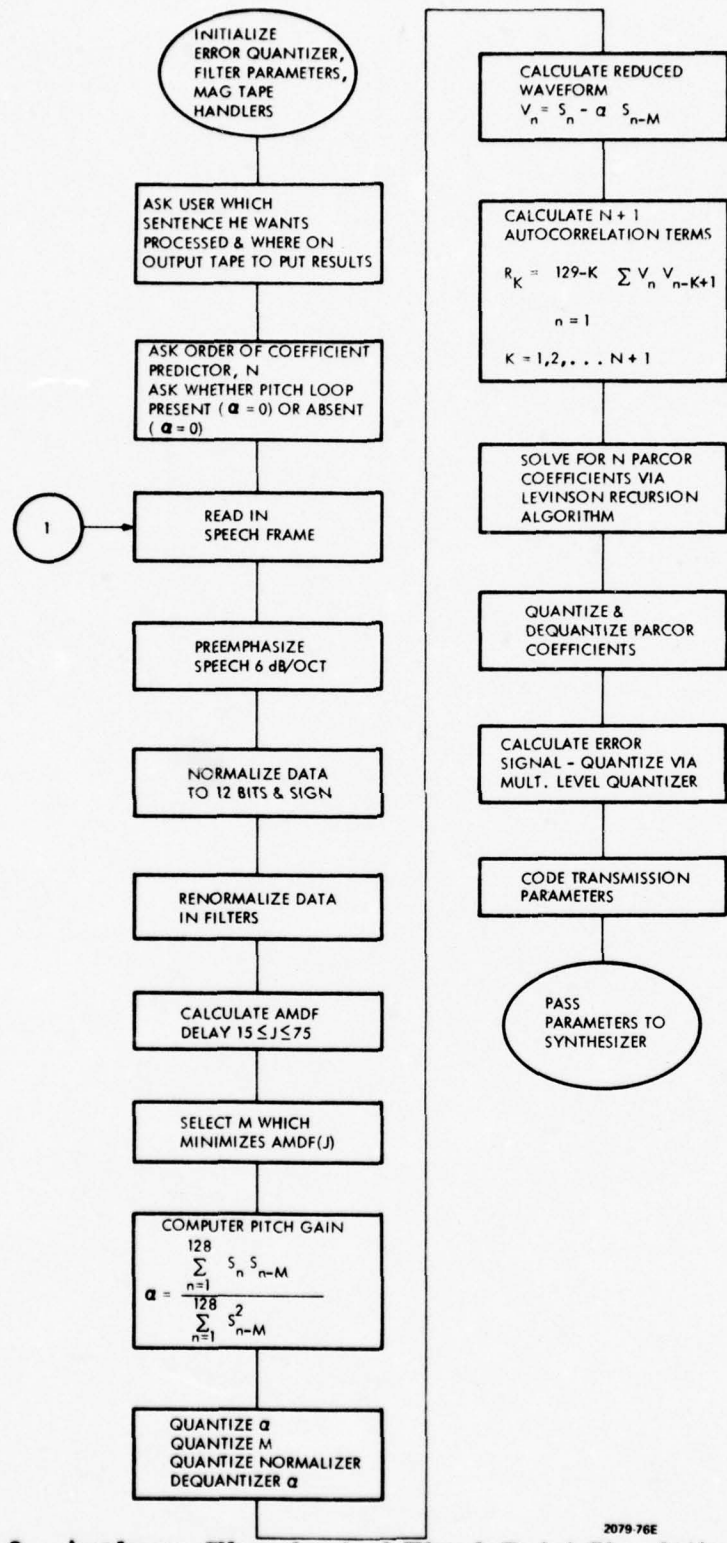 INITIALIZE
ERROR QUANTIZER,
FILTER PARAMETERS,
MAG TAPE
HANDLERS
ASK USER WHICH
SENTENCE HE WANTS
PROCESSED & WHERE ON
OUTPUT TAPE TO PUT RESULTS
ASK ORDER OF COEFFICIENT
PREDICTOR, N
ASK WHETHER PITCH LOOP
PRESENT (α = 0) OR ABSENT
(α = 0)
1
READ IN
SPEECH FRAME
PREEMPHASIZE
SPEECH 6 dB/OCT
NORMALIZE DATA
TO 12 BITS & SIGN
RENORMALIZE DATA
IN FILTERS
CALCULATE AMDF
DELAY 15 ≤ J ≤ 75
SELECT M WHICH
MINIMIZES AMDF(J)
COMPUTER PITCH GAIN
128
∑ S_n S_{n-M}
n=1
α =
128
∑ S^2_{n-M}
n=1
QUANTIZE α
QUANTIZE M
QUANTIZE NORMALIZER
DEQUANTIZER α
CALCULATE REDUCED
WAVEFORM
V_n = S_n - α S_{n-M}
CALCULATE N + 1
AUTOCORRELATION TERMS
R_K = 129-K ∑ V_n V_{n-K+1}
n = 1
K = 1,2,... N + 1
SOLVE FOR N PARCOR
COEFFICIENTS VIA
LEVINSON RECURSION
ALGORITHM
QUANTIZE &
DEQUANTIZE PARCOR
COEFFICIENTS
CALCULATE ERROR
SIGNAL - QUANTIZE VIA
MULT. LEVEL QUANTIZER
CODE TRANSMISSION
PARAMETERS
PASS
PARAMETERS TO
SYNTHESIZER
2079-76E